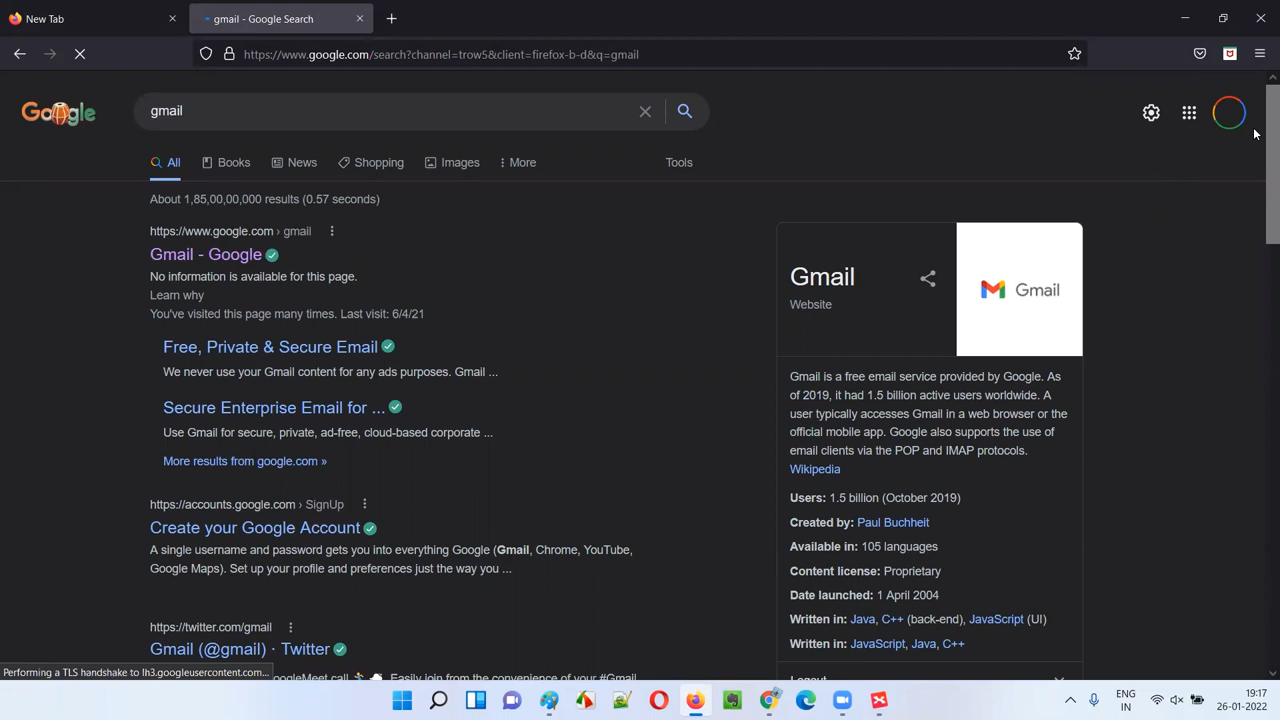 New Tab
gmail - Google Search
https://www.google.com/search?channel=trow5&client=firefox-b-d&q=gmail
Google
gmail
All
Books
News
Shopping
Images
More
Tools
About 1,85,00,00,000 results (0.57 seconds)
https://www.google.com › gmail
Gmail - Google
No information is available for this page.
Learn why
You've visited this page many times. Last visit: 6/4/21
Free, Private & Secure Email
We never use your Gmail content for any ads purposes. Gmail ...
Secure Enterprise Email for ...
Use Gmail for secure, private, ad-free, cloud-based corporate ...
More results from google.com »
https://accounts.google.com › SignUp
Create your Google Account
A single username and password gets you into everything Google (Gmail, Chrome, YouTube,
Google Maps). Set up your profile and preferences just the way you ...
https://twitter.com/gmail
Gmail (@gmail) · Twitter
GoogleMeet call Easily join from the convenience of your #Gmail
Gmail
Website
Gmail
Gmail is a free email service provided by Google. As
of 2019, it had 1.5 billion active users worldwide. A
user typically accesses Gmail in a web browser or the
official mobile app. Google also supports the use of
email clients via the POP and IMAP protocols.
Wikipedia
Users: 1.5 billion (October 2019)
Created by: Paul Buchheit
Available in: 105 languages
Content license: Proprietary
Date launched: 1 April 2004
Written in: Java, C++ (back-end), JavaScript (UI)
Written in: JavaScript, Java, C++
Logout
Performing a TLS handshake to lh3.googleusercontent.com...
ENG
IN
19:17
26-01-2022